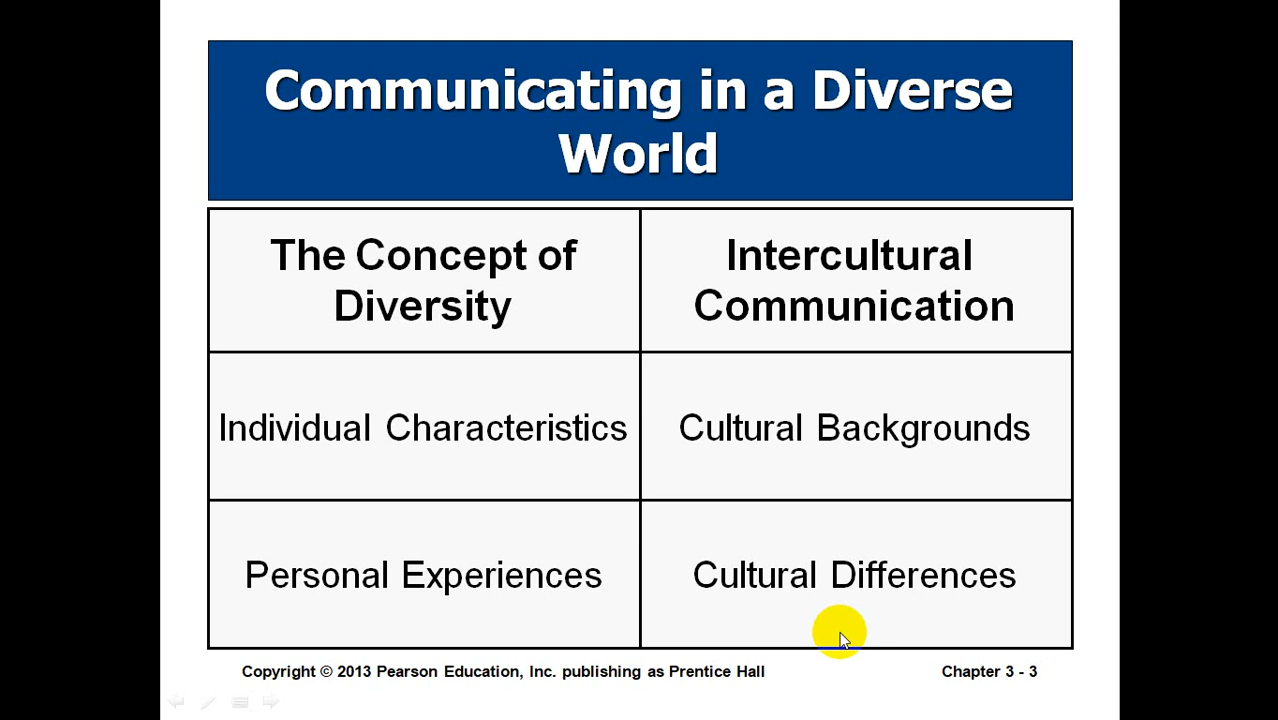 Communicating in a Diverse
World
The Concept of
Diversity
Intercultural
Communication
Individual Characteristics
Cultural Backgrounds
Personal Experiences
Cultural Differences
Copyright © 2013 Pearson Education, Inc. publishing as Prentice Hall
Chapter 3 - 3